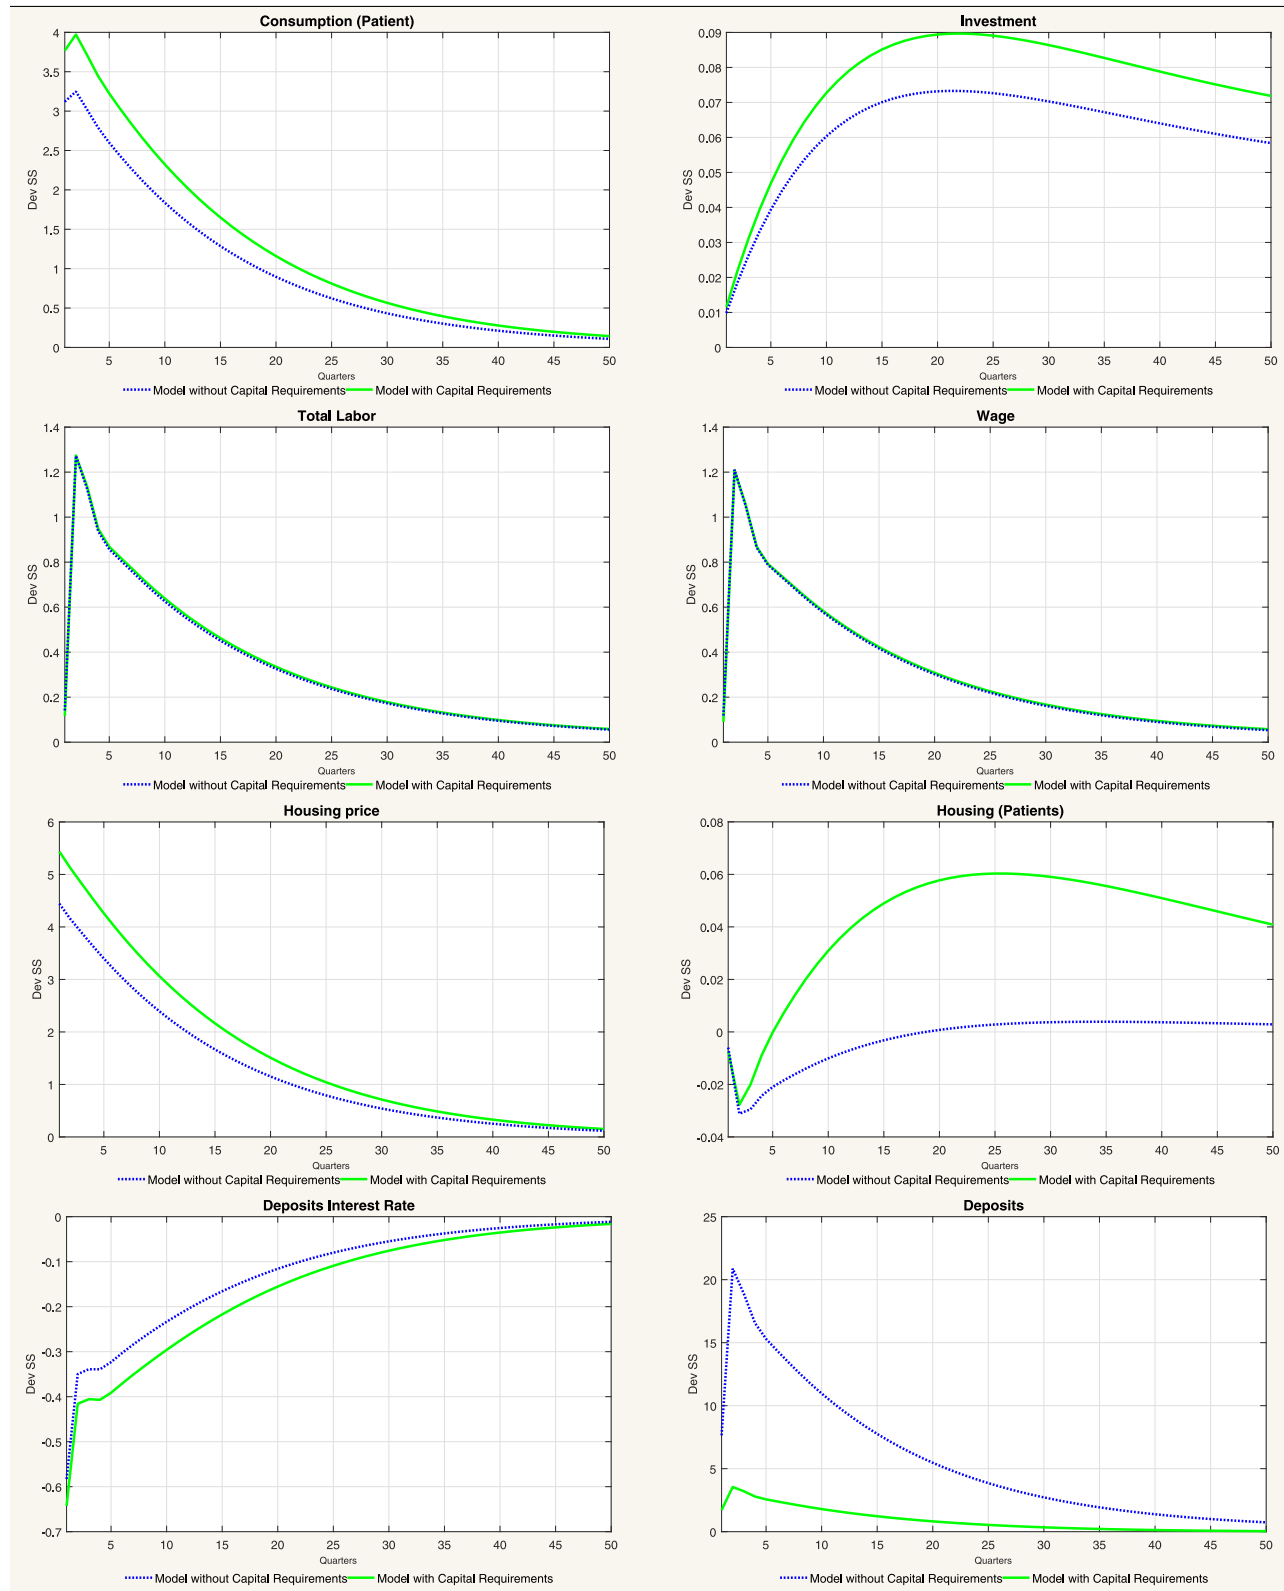 Consumption (Patient)
4
3.5
3
2.5
2
1.5
1
0.5
0
Dev SS
5 10 15 20 25 30 35 40 45 50
Quarters
Model without Capital Requirements Model with Capital Requirements
Investment
0.09
0.08
0.07
0.06
0.05
0.04
0.03
0.02
0.01
0
Dev SS
5 10 15 20 25 30 35 40 45 50
Quarters
Model without Capital Requirements Model with Capital Requirements
Total Labor
1.4
1.2
1
0.8
0.6
0.4
0.2
0
Dev SS
5 10 15 20 25 30 35 40 45 50
Quarters
Model without Capital Requirements Model with Capital Requirements
Wage
1.4
1.2
1
0.8
0.6
0.4
0.2
0
Dev SS
5 10 15 20 25 30 35 40 45 50
Quarters
Model without Capital Requirements Model with Capital Requirements
Housing price
6
5
4
3
2
1
0
Dev SS
5 10 15 20 25 30 35 40 45 50
Quarters
Model without Capital Requirements Model with Capital Requirements
Housing (Patients)
0.08
0.06
0.04
0.02
0
-0.02
-0.04
Dev SS
5 10 15 20 25 30 35 40 45 50
Quarters
Model without Capital Requirements Model with Capital Requirements
Deposits Interest Rate
0
-0.1
-0.2
-0.3
-0.4
-0.5
-0.6
-0.7
Dev SS
5 10 15 20 25 30 35 40 45 50
Quarters
Model without Capital Requirements Model with Capital Requirements
Deposits
25
20
15
10
5
0
Dev SS
5 10 15 20 25 30 35 40 45 50
Quarters
Model without Capital Requirements Model with Capital Requirements